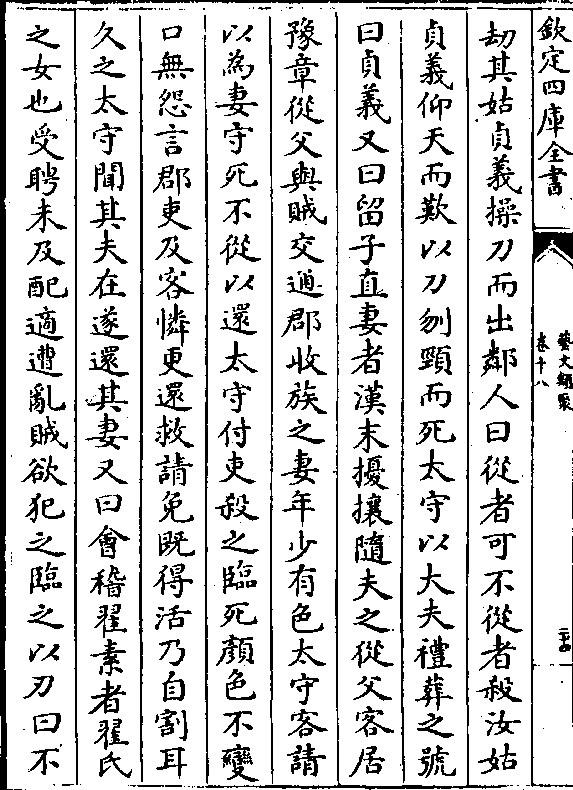 欽定四庫全書
藝文類聚
卷十八
二十四
刼其姑貞義操刀而出鄰人曰從者可不從者殺汝姑
貞義仰天而歎以刀刎頸而死太守以大夫禮葬之號
曰貞義又曰留子直妻者漢末擾攘隨夫之從父客居
豫章從父與賊交通郡收族之妻年少有色太守客請
以為妻守死不從以還太守付吏殺之臨死顔色不變
口無怨言郡吏及客憐更還救請免既得活乃自割耳
久之太守聞其夫在遂還其妻又曰會稽翟素者翟氏
之女也受聘未及配適遭亂賊欲犯之臨之以刃曰不